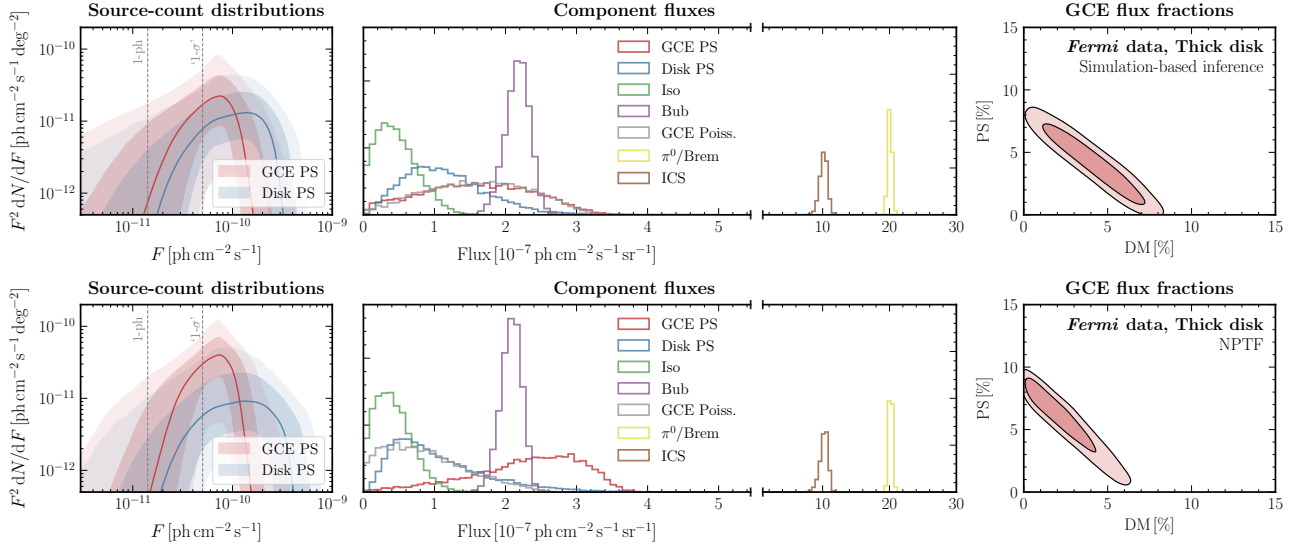 Source-count distributions
Component fluxes
GCE flux fractions
F² dN/dF [ph cm⁻² s⁻¹ deg⁻²]
10⁻¹⁰
10⁻¹¹
10⁻¹²
1-ph
'1-σ'
GCE PS
Disk PS
10⁻¹¹ 10⁻¹⁰ 10⁻⁹
F [ph cm⁻² s⁻¹]
GCE PS
Disk PS
Iso
Bub
GCE Poiss.
π⁰/Brem
ICS
0 1 2 3 4 5 10 20 30
Flux [10⁻⁷ ph cm⁻² s⁻¹ sr⁻¹]
Fermi data, Thick disk
Simulation-based inference
PS [%]
15
10
5
0
0 5 10 15
DM [%]
Source-count distributions
Component fluxes
GCE flux fractions
F² dN/dF [ph cm⁻² s⁻¹ deg⁻²]
10⁻¹⁰
10⁻¹¹
10⁻¹²
1-ph
'1-σ'
GCE PS
Disk PS
10⁻¹¹ 10⁻¹⁰ 10⁻⁹
F [ph cm⁻² s⁻¹]
GCE PS
Disk PS
Iso
Bub
GCE Poiss.
π⁰/Brem
ICS
0 1 2 3 4 5 10 20 30
Flux [10⁻⁷ ph cm⁻² s⁻¹ sr⁻¹]
Fermi data, Thick disk
NPTF
PS [%]
15
10
5
0
0 5 10 15
DM [%]